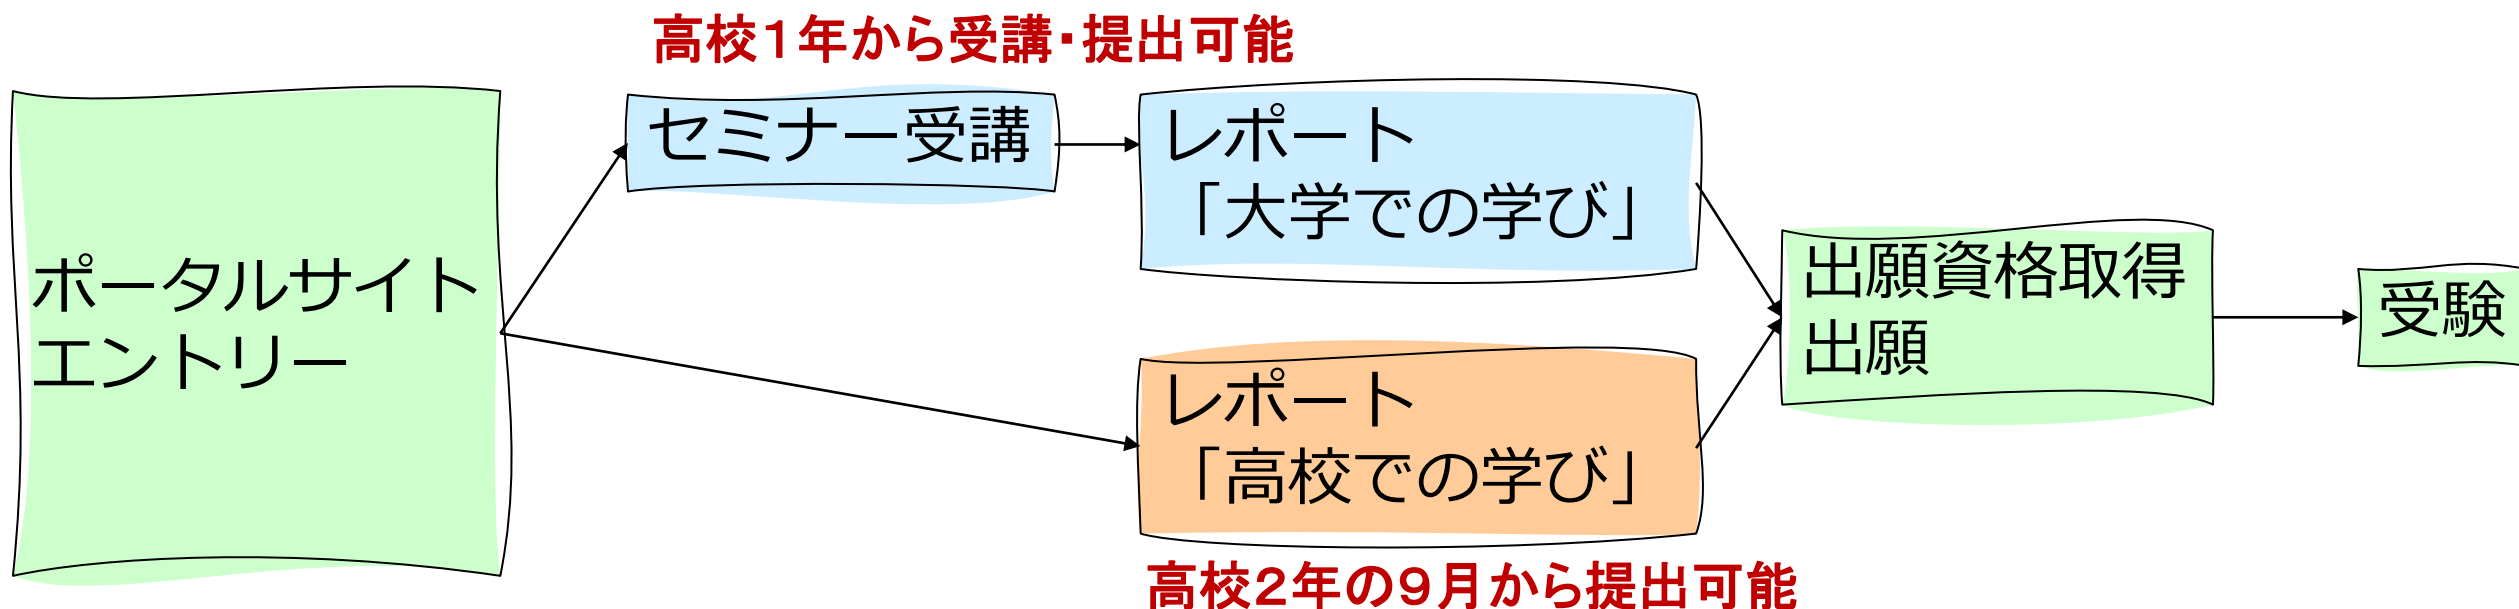 高校1年から受講・提出可能
セミナー受講
レポート
「大学での学び」
ポータルサイト
エントリー
出願資格取得
出願
受験
レポート
「高校での学び」
高校2年の9月から提出可能